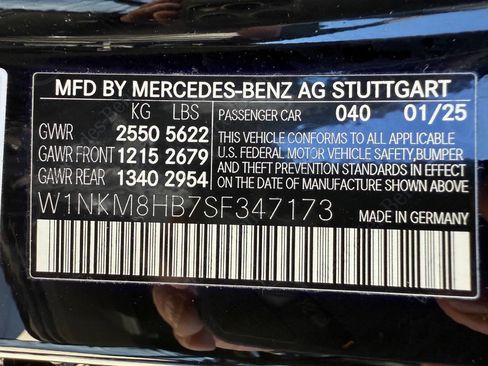 MFD BY MERCEDES-BENZ AG STUTTGART
KG LBS PASSENGER CAR 040 01/25
GVWR 2550 5622
GAWR FRONT 1215 2679
GAWR REAR 1340 2954
THIS VEHICLE CONFORMS TO ALL APPLICABLE
U.S. FEDERAL MOTOR VEHICLE SAFETY,BUMPER
AND THEFT PREVENTION STANDARDS IN EFFECT
ON THE DATE OF MANUFACTURE SHOWN ABOVE
W1NKM8HB7SF347173 MADE IN GERMANY